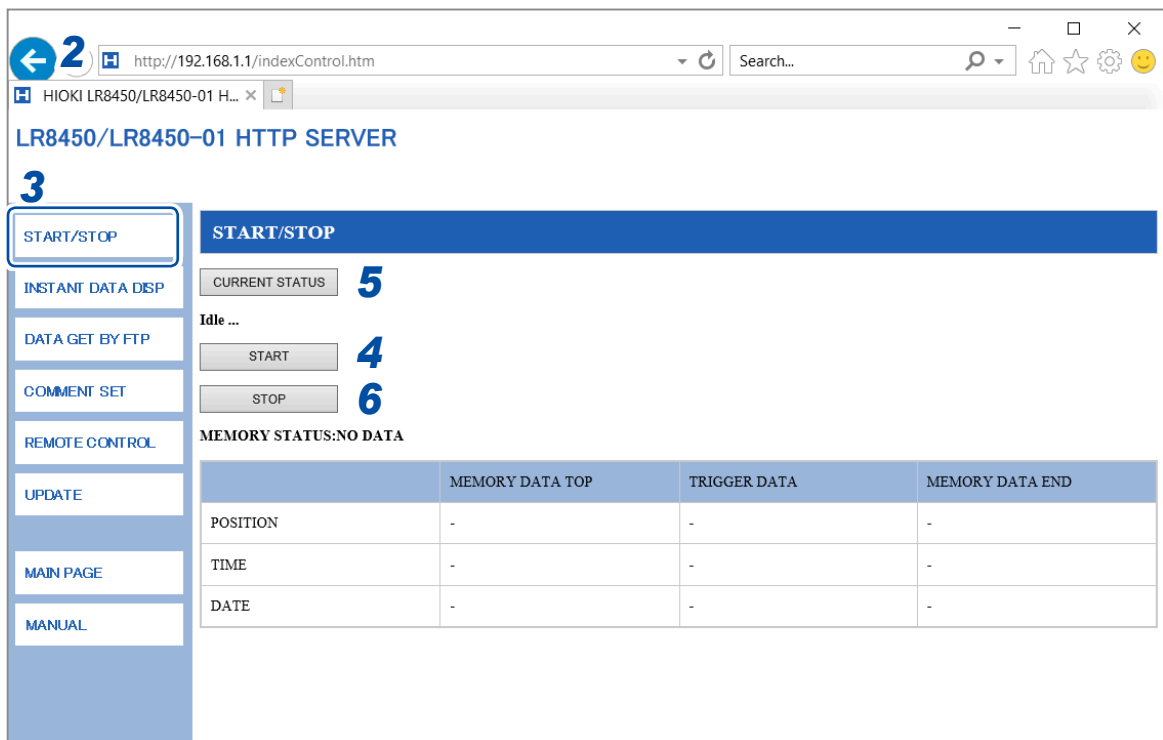 2
http://192.168.1.1/indexControl.htm
Search...
HIOKI LR8450/LR8450-01 H...
LR8450/LR8450-01 HTTP SERVER
3
START/STOP
INSTANT DATA DISP
DATA GET BY FTP
COMMENT SET
REMOTE CONTROL
UPDATE
MAIN PAGE
MANUAL
START/STOP
CURRENT STATUS 5
Idle ...
START 4
STOP 6
MEMORY STATUS:NO DATA
MEMORY DATA TOP TRIGGER DATA MEMORY DATA END
POSITION - - -
TIME - - -
DATE - - -